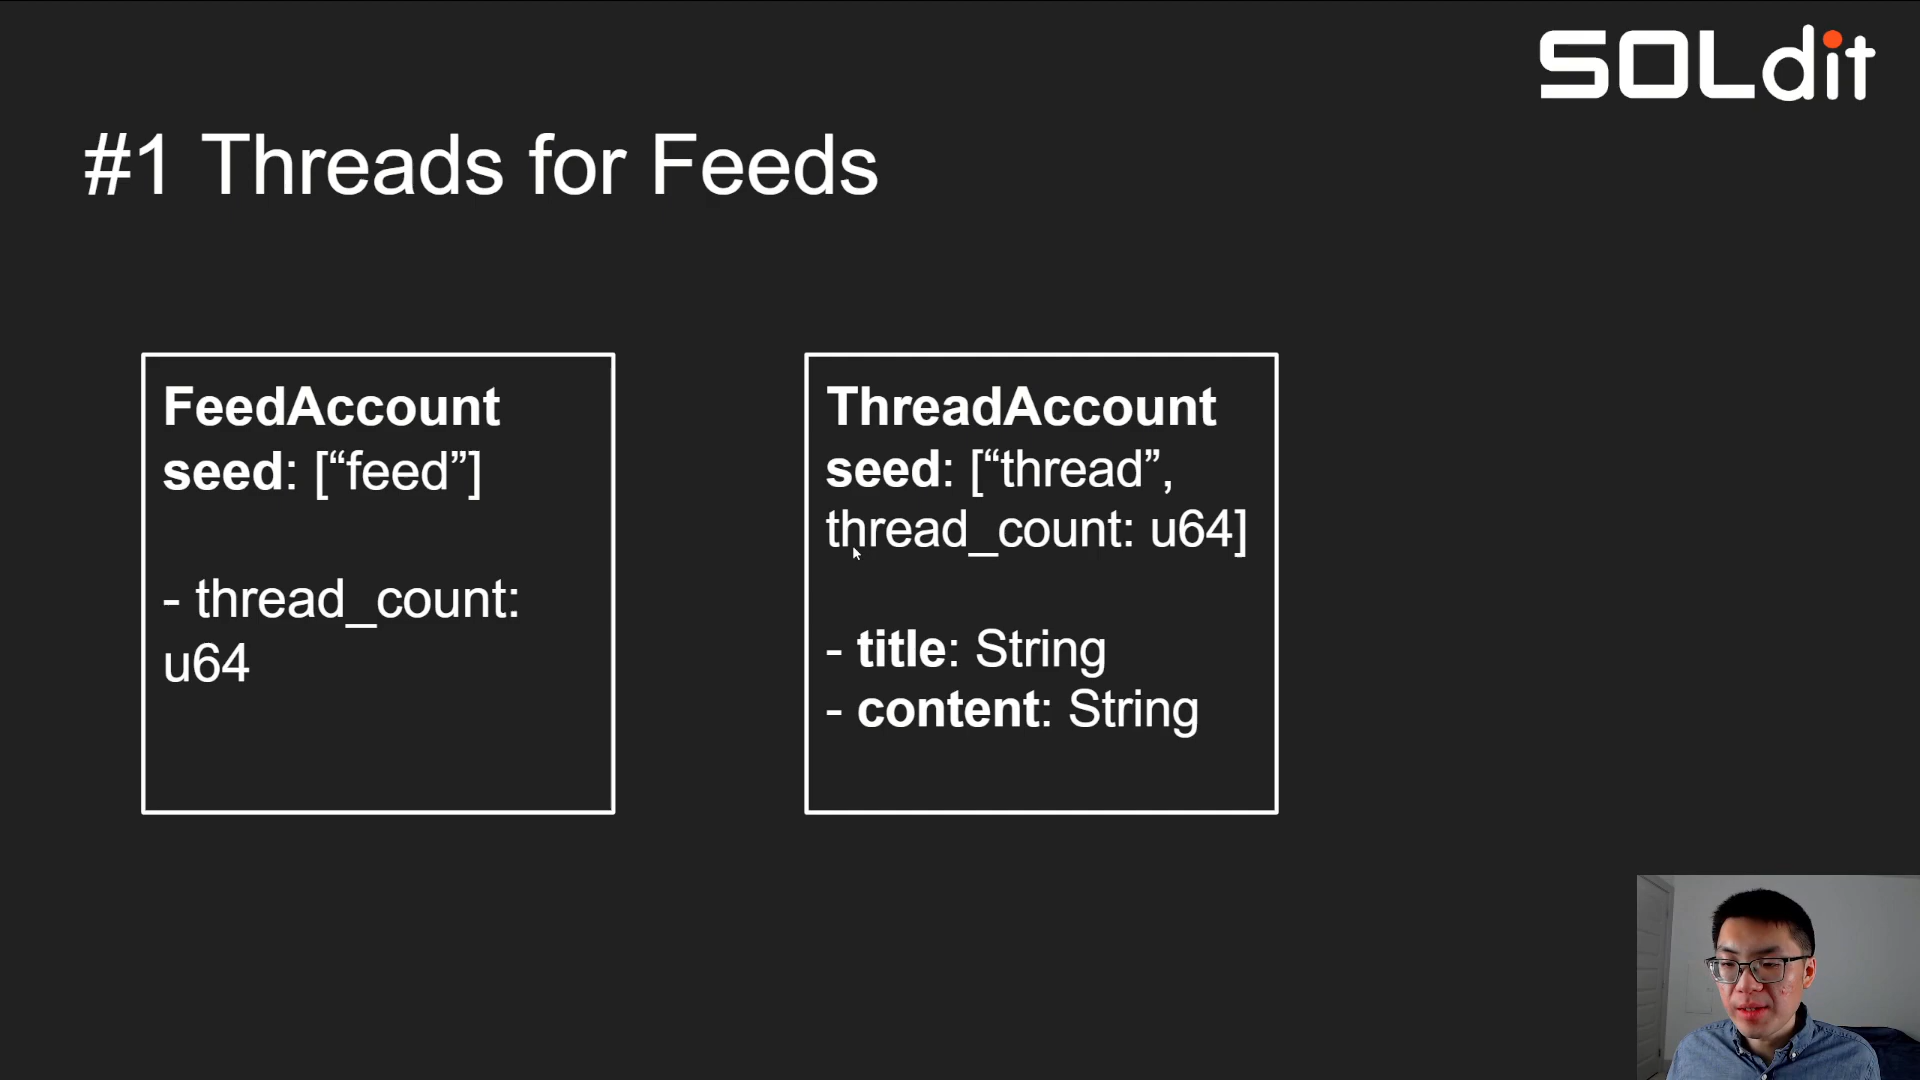 SOLdit
#1 Threads for Feeds
FeedAccount
seed: [“feed”]
- thread_count:
u64
ThreadAccount
seed: [“thread”,
thread_count: u64]
- title: String
- content: String